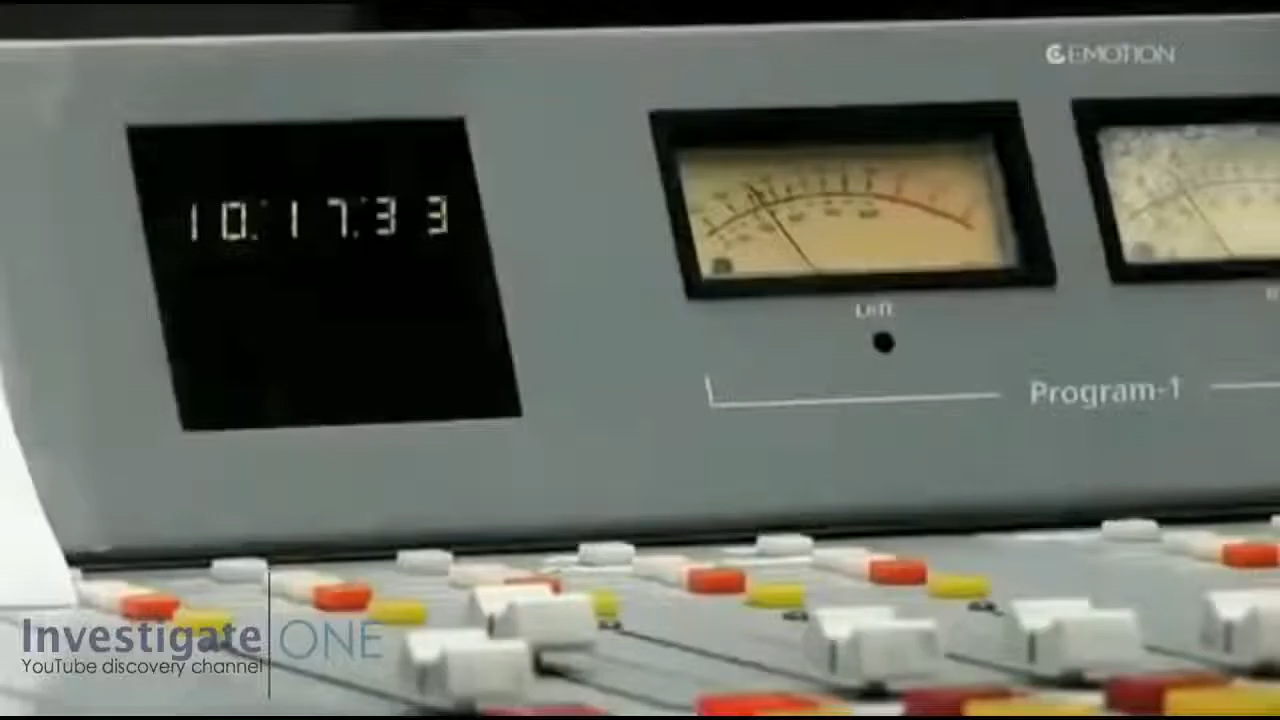 EMOTION
10.17.33
Left
Program-1
Investigate ONE
YouTube discovery channel